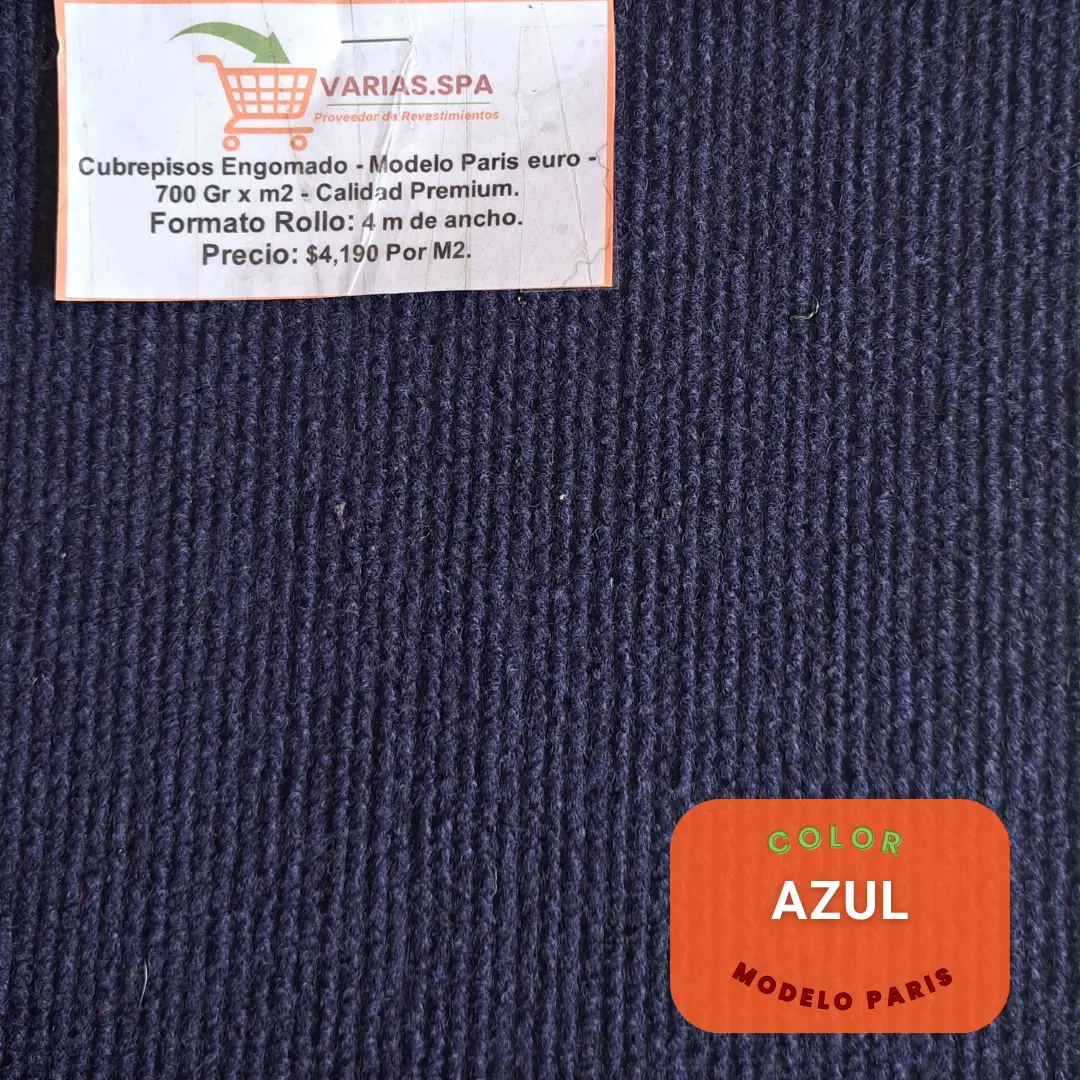 VARIAS.SPA
Proveedor de Revestimientos
Cubrepisos Engomado - Modelo Paris euro -
700 Gr x m2 - Calidad Premium.
Formato Rollo: 4 m de ancho.
Precio: $4,190 Por M2.
COLOR
AZUL
MODELO PARIS